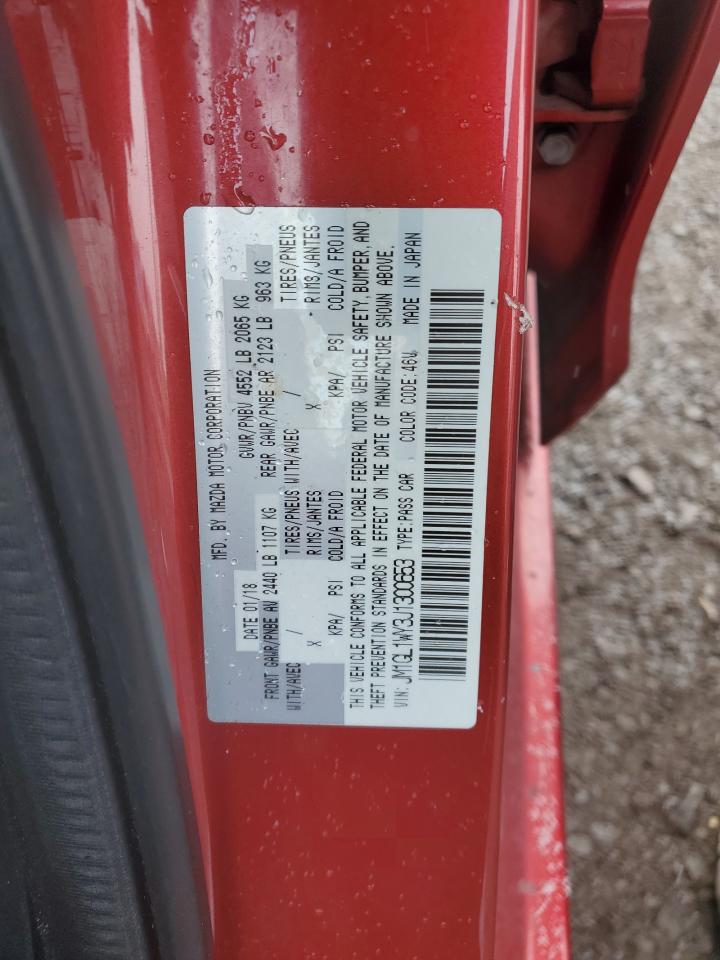 MFD. BY MAZDA MOTOR CORPORATION
DATE 01/18 GVWR/PNBV 4552 LB 2065 KG
FRONT GAWR/PNBE AV 2440 LB 1107 KG REAR GAWR/PNBE AR 2123 LB 963 KG
WITH/AVEC / TIRES/PNEUS WITH/AVEC / TIRES/PNEUS
X RIMS/JANTES X RIMS/JANTES
KPA/ PSI COLD/A FROID KPA/ PSI COLD/A FROID
THIS VEHICLE CONFORMS TO ALL APPLICABLE FEDERAL MOTOR VEHICLE SAFETY, BUMPER, AND
THEFT PREVENTION STANDARDS IN EFFECT ON THE DATE OF MANUFACTURE SHOWN ABOVE.
VIN: JM1GL1WY3J1300653 TYPE:PASS CAR COLOR CODE:46V MADE IN JAPAN